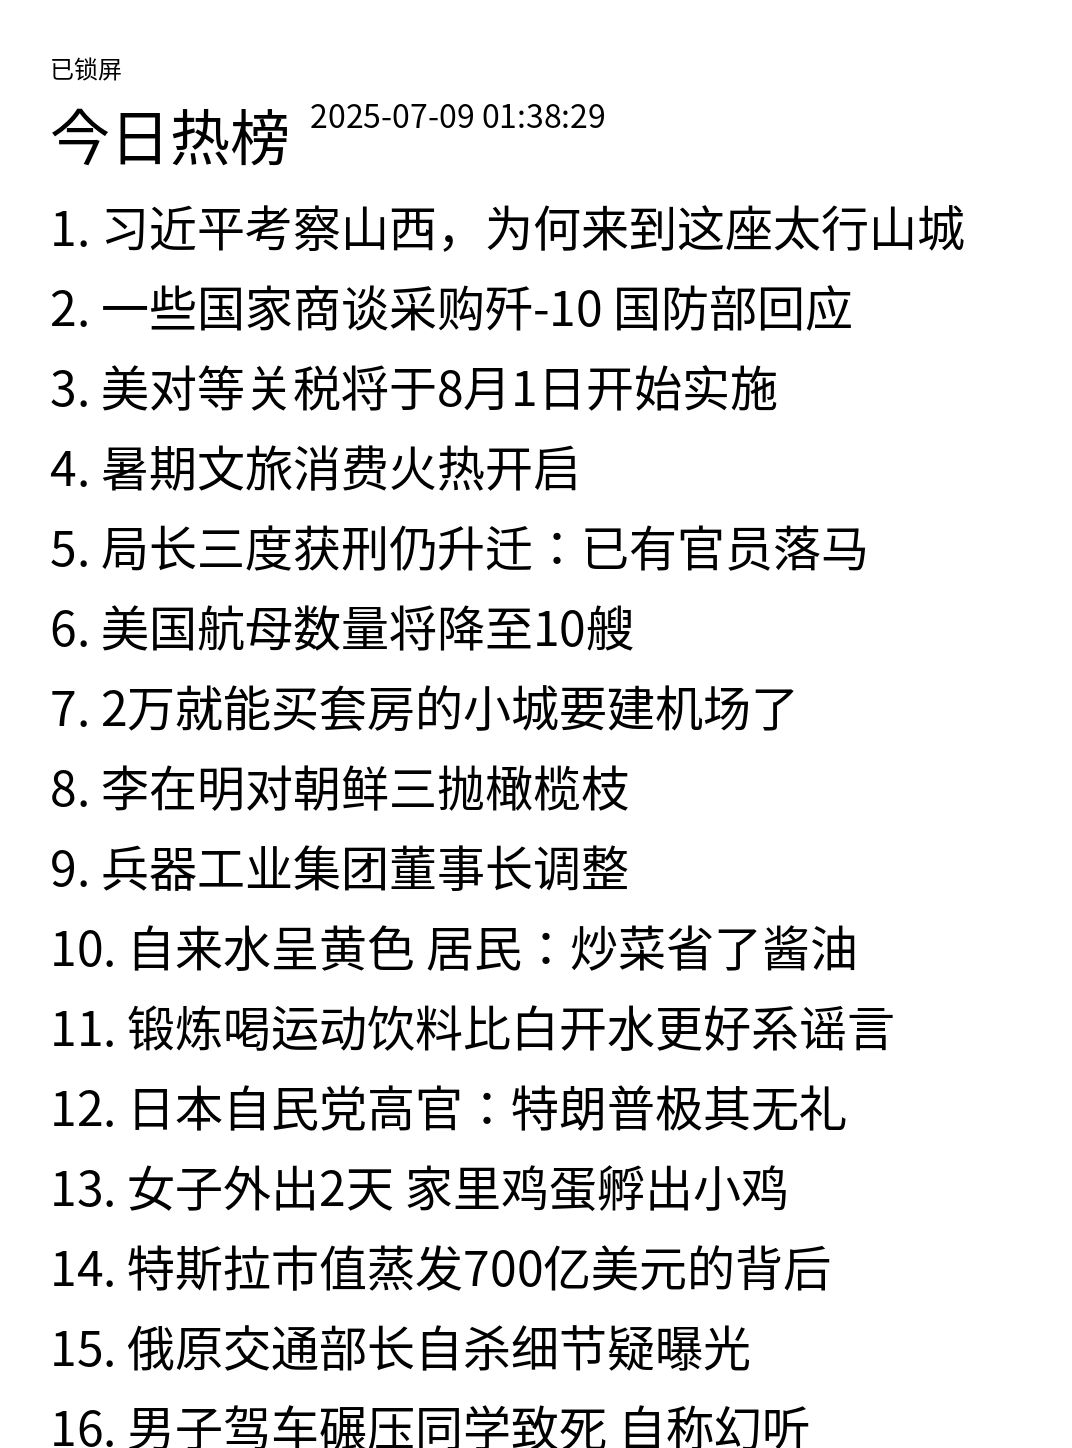 已锁屏
今日热榜 2025-07-09 01:38:29
1. 习近平考察山西，为何来到这座太行山城
2. 一些国家商谈采购歼-10 国防部回应
3. 美对等关税将于8月1日开始实施
4. 暑期文旅消费火热开启
5. 局长三度获刑仍升迁：已有官员落马
6. 美国航母数量将降至10艘
7. 2万就能买套房的小城要建机场了
8. 李在明对朝鲜三抛橄榄枝
9. 兵器工业集团董事长调整
10. 自来水呈黄色 居民：炒菜省了酱油
11. 锻炼喝运动饮料比白开水更好系谣言
12. 日本自民党高官：特朗普极其无礼
13. 女子外出2天 家里鸡蛋孵出小鸡
14. 特斯拉市值蒸发700亿美元的背后
15. 俄原交通部长自杀细节疑曝光
16. 男子驾车碾压同学致死 自称幻听